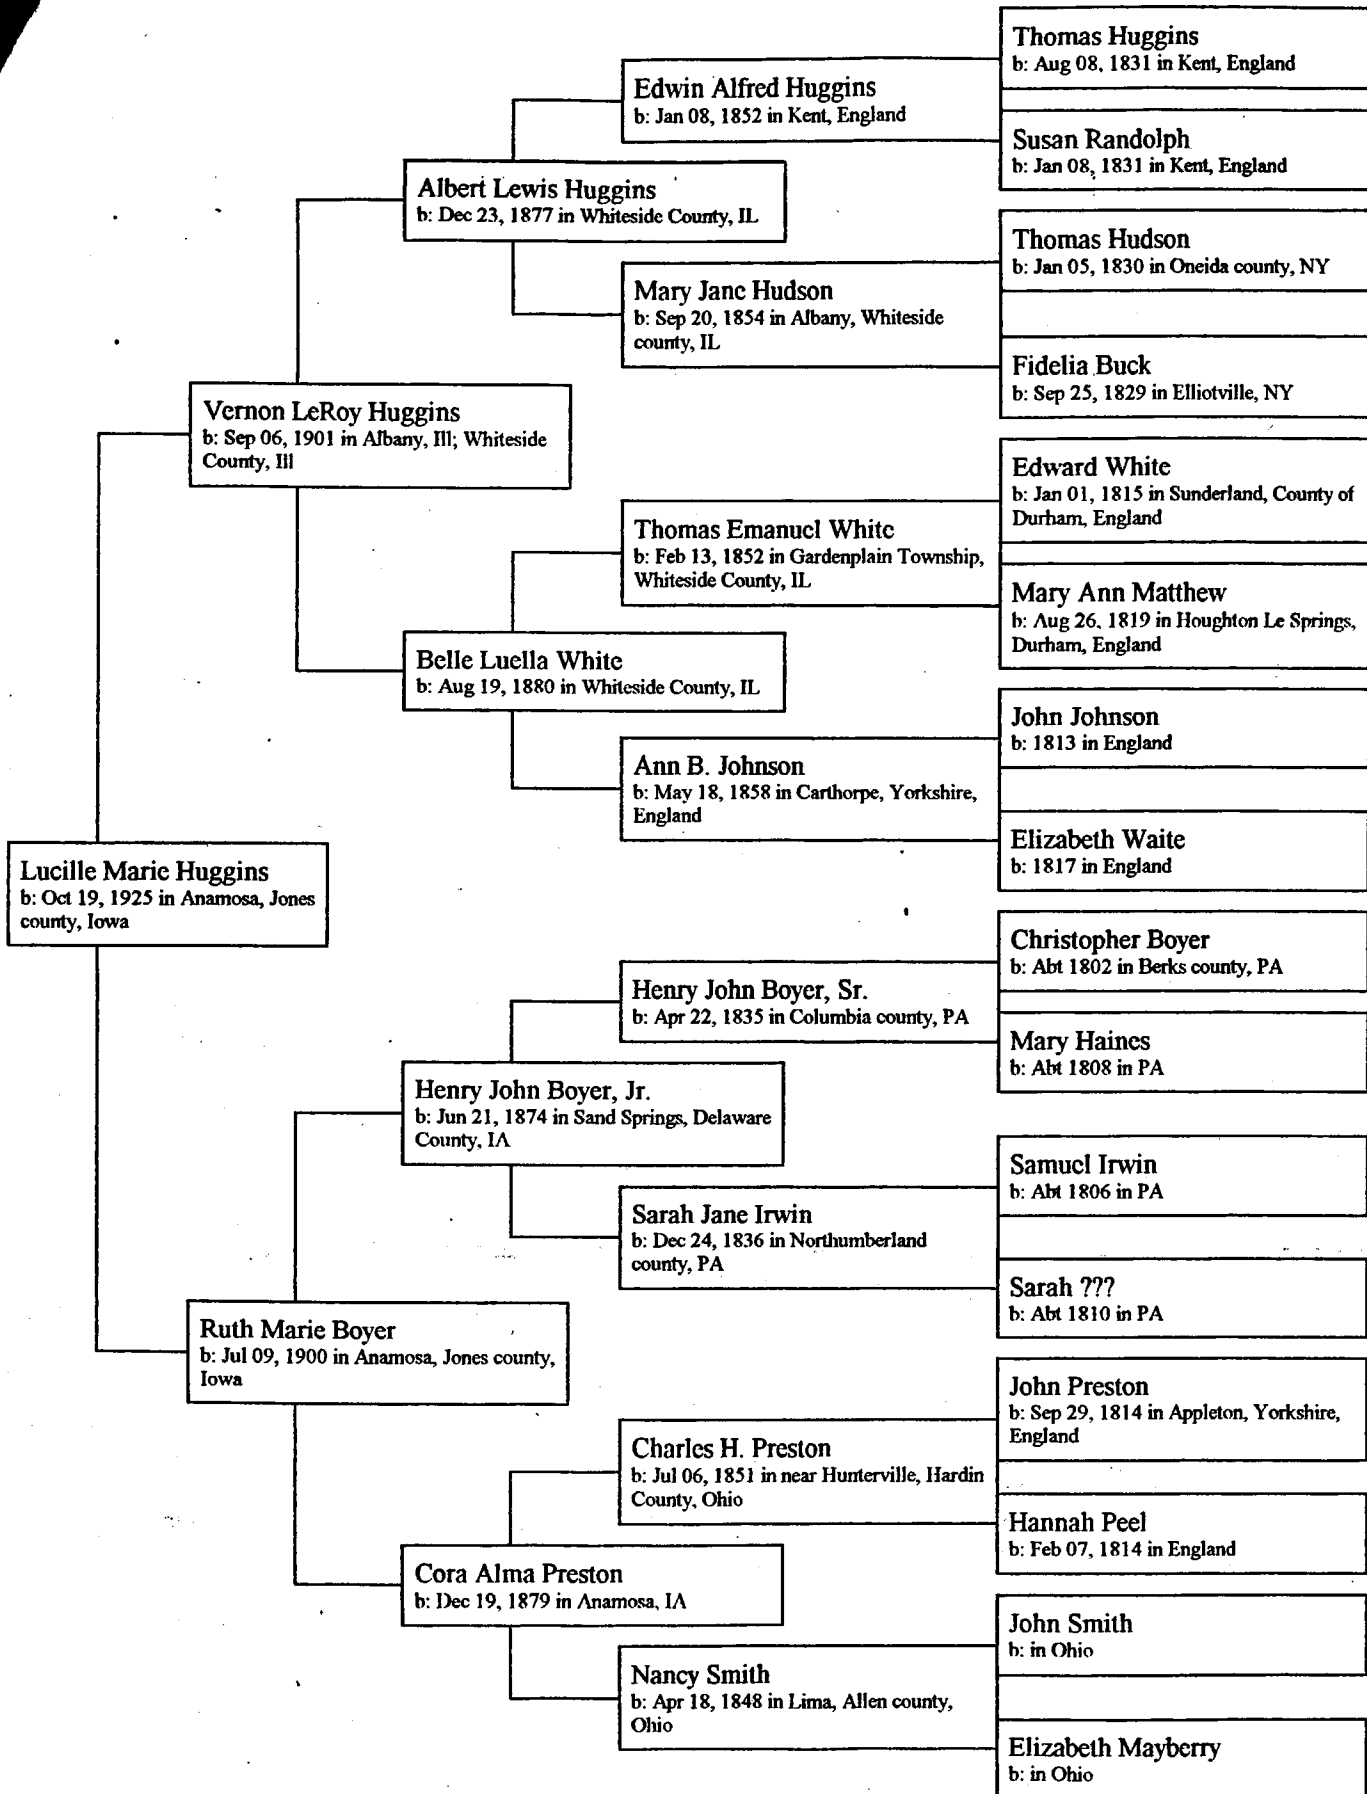 Thomas Huggins
b: Aug 08, 1831 in Kent, England
Edwin Alfred Huggins
b: Jan 08, 1852 in Kent, England
Susan Randolph
b: Jan 08, 1831 in Kent, England
Albert Lewis Huggins
b: Dec 23, 1877 in Whiteside County, IL
Thomas Hudson
b: Jan 05, 1830 in Oneida county, NY
Mary Jane Hudson
b: Sep 20, 1854 in Albany, Whiteside
county, IL
Fidelia Buck
b: Sep 25, 1829 in Elliotville, NY
Vernon LeRoy Huggins
b: Sep 06, 1901 in Albany, Ill; Whiteside
County, Ill
Edward White
b: Jan 01, 1815 in Sunderland, County of
Durham, England
Thomas Emanuel White
b: Feb 13, 1852 in Gardenplain Township,
Whiteside County, IL
Mary Ann Matthew
b: Aug 26, 1819 in Houghton Le Springs,
Durham, England
Belle Luella White
b: Aug 19, 1880 in Whiteside County, IL
John Johnson
b: 1813 in England
Ann B. Johnson
b: May 18, 1858 in Carthorpe, Yorkshire,
England
Elizabeth Waite
b: 1817 in England
Lucille Marie Huggins
b: Oct 19, 1925 in Anamosa, Jones
county, Iowa
Christopher Boyer
b: Abt 1802 in Berks county, PA
Henry John Boyer, Sr.
b: Apr 22, 1835 in Columbia county, PA
Mary Haines
b: Abt 1808 in PA
Henry John Boyer, Jr.
b: Jun 21, 1874 in Sand Springs, Delaware
County, IA
Samuel Irwin
b: Abt 1806 in PA
Sarah Jane Irwin
b: Dec 24, 1836 in Northumberland
county, PA
Sarah ???
b: Abt 1810 in PA
Ruth Marie Boyer
b: Jul 09, 1900 in Anamosa, Jones county,
Iowa
John Preston
b: Sep 29, 1814 in Appleton, Yorkshire,
England
Charles H. Preston
b: Jul 06, 1851 in near Hunterville, Hardin
County, Ohio
Hannah Peel
b: Feb 07, 1814 in England
Cora Alma Preston
b: Dec 19, 1879 in Anamosa, IA
John Smith
b: in Ohio
Nancy Smith
b: Apr 18, 1848 in Lima, Allen county,
Ohio
Elizabeth Mayberry
b: in Ohio